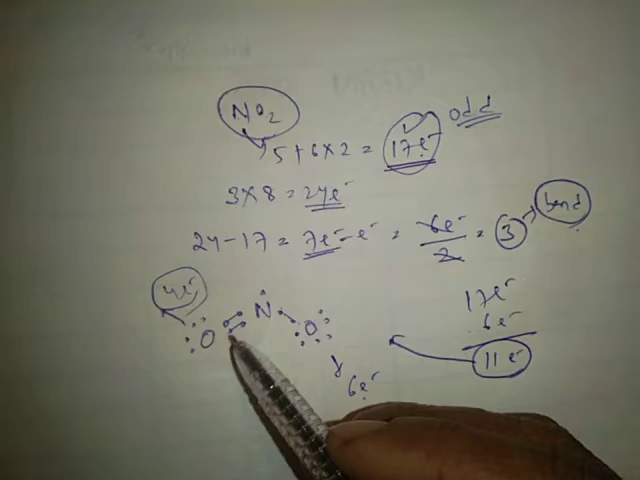 NO₂
5+6×2 = 17e⁻ odd
3×8 = 24e⁻
24-17 = 7e⁻-e⁻ = 6e⁻/2 = 3 bond
4e⁻
O N O
6e⁻
17e⁻
6e⁻
11e⁻